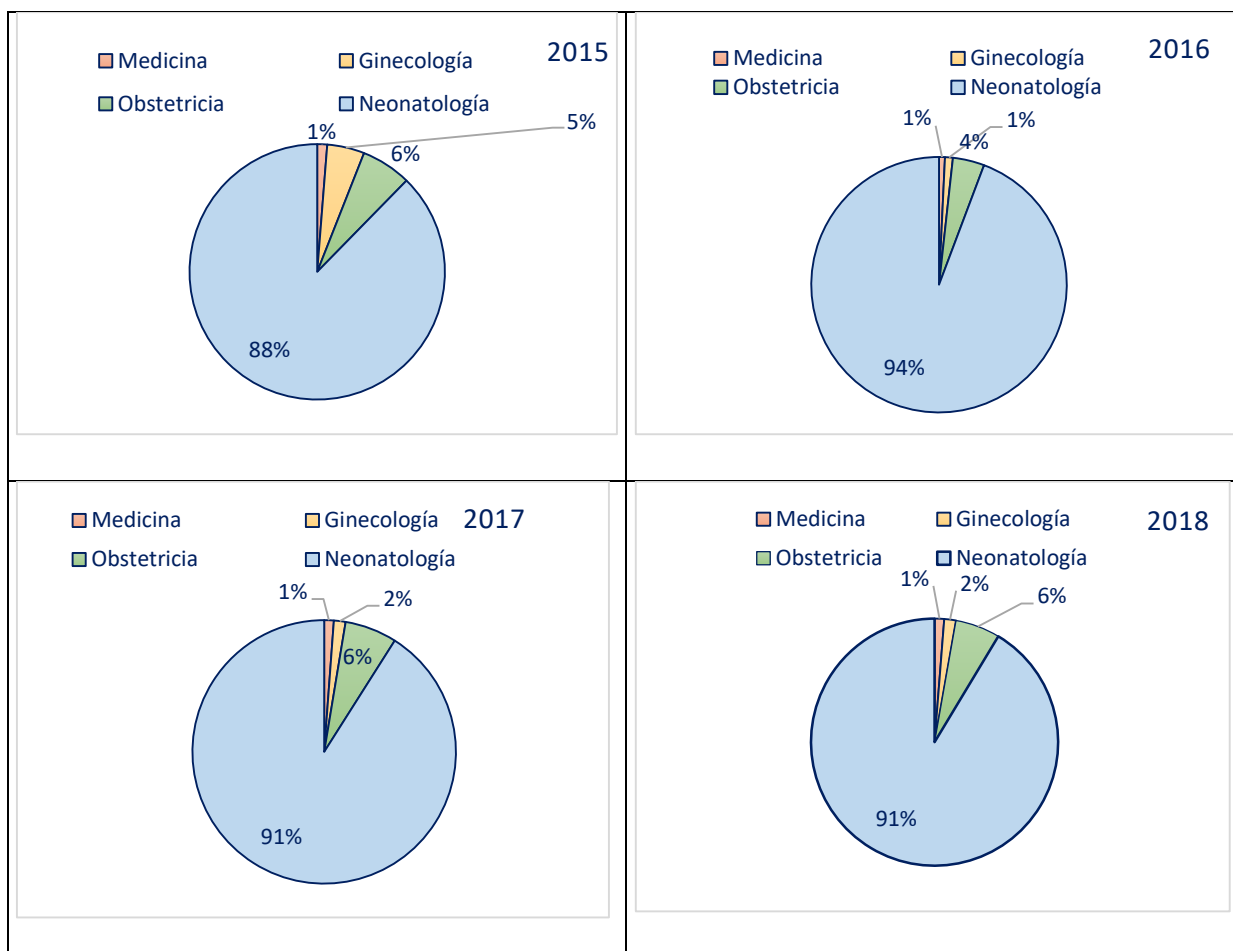 2015
Medicina Ginecología
Obstetricia Neonatología
1%
5%
6%
88%
2016
Medicina Ginecología
Obstetricia Neonatología
1%
1%
4%
94%
2017
Medicina Ginecología
Obstetricia Neonatología
1%
2%
6%
91%
2018
Medicina Ginecología
Obstetricia Neonatología
1%
2%
6%
91%